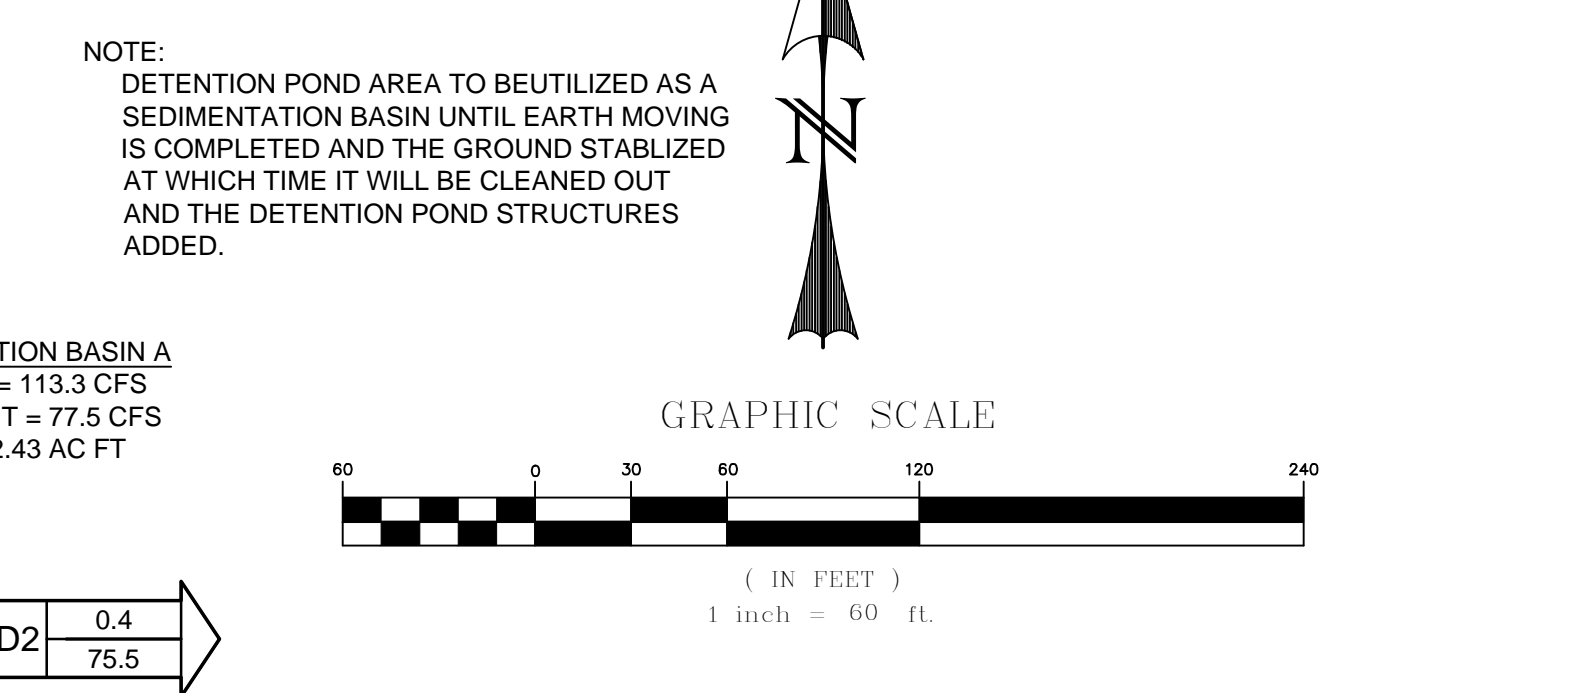 NOTE:
DETENTION POND AREA TO BEUTILIZED AS A
SEDIMENTATION BASIN UNTIL EARTH MOVING
IS COMPLETED AND THE GROUND STABLIZED
AT WHICH TIME IT WILL BE CLEANED OUT
AND THE DETENTION POND STRUCTURES
ADDED.
N
TION BASIN A
= 113.3 CFS
T = 77.5 CFS
2.43 AC FT
GRAPHIC SCALE
60 0 30 60 120 240
( IN FEET )
1 inch = 60 ft.
D2
0.4
75.5